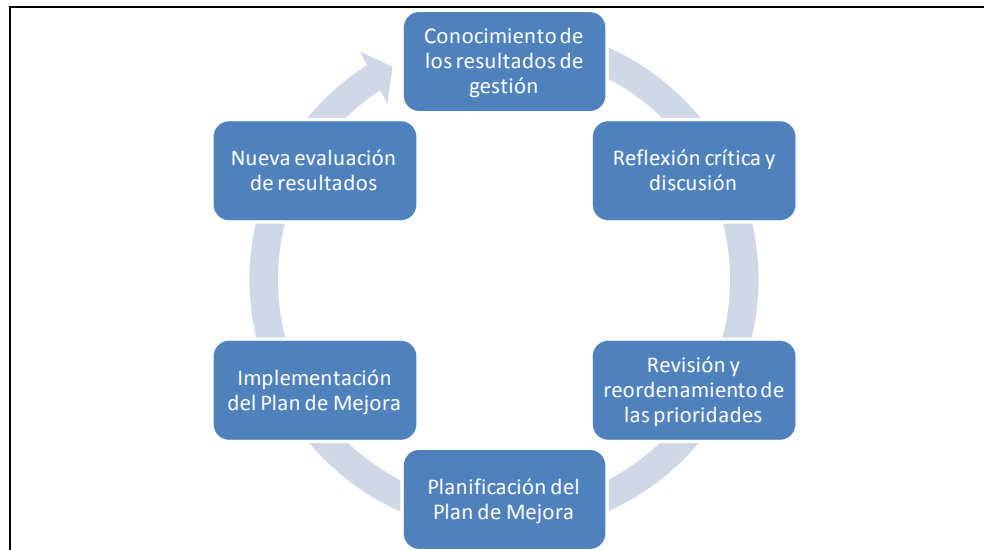 Conocimiento de
los resultados de
gestión
Reflexión crítica y
discusión
Revisión y
reordenamiento de
las prioridades
Planificación del
Plan de Mejora
Implementación
del Plan de Mejora
Nueva evaluación
de resultados